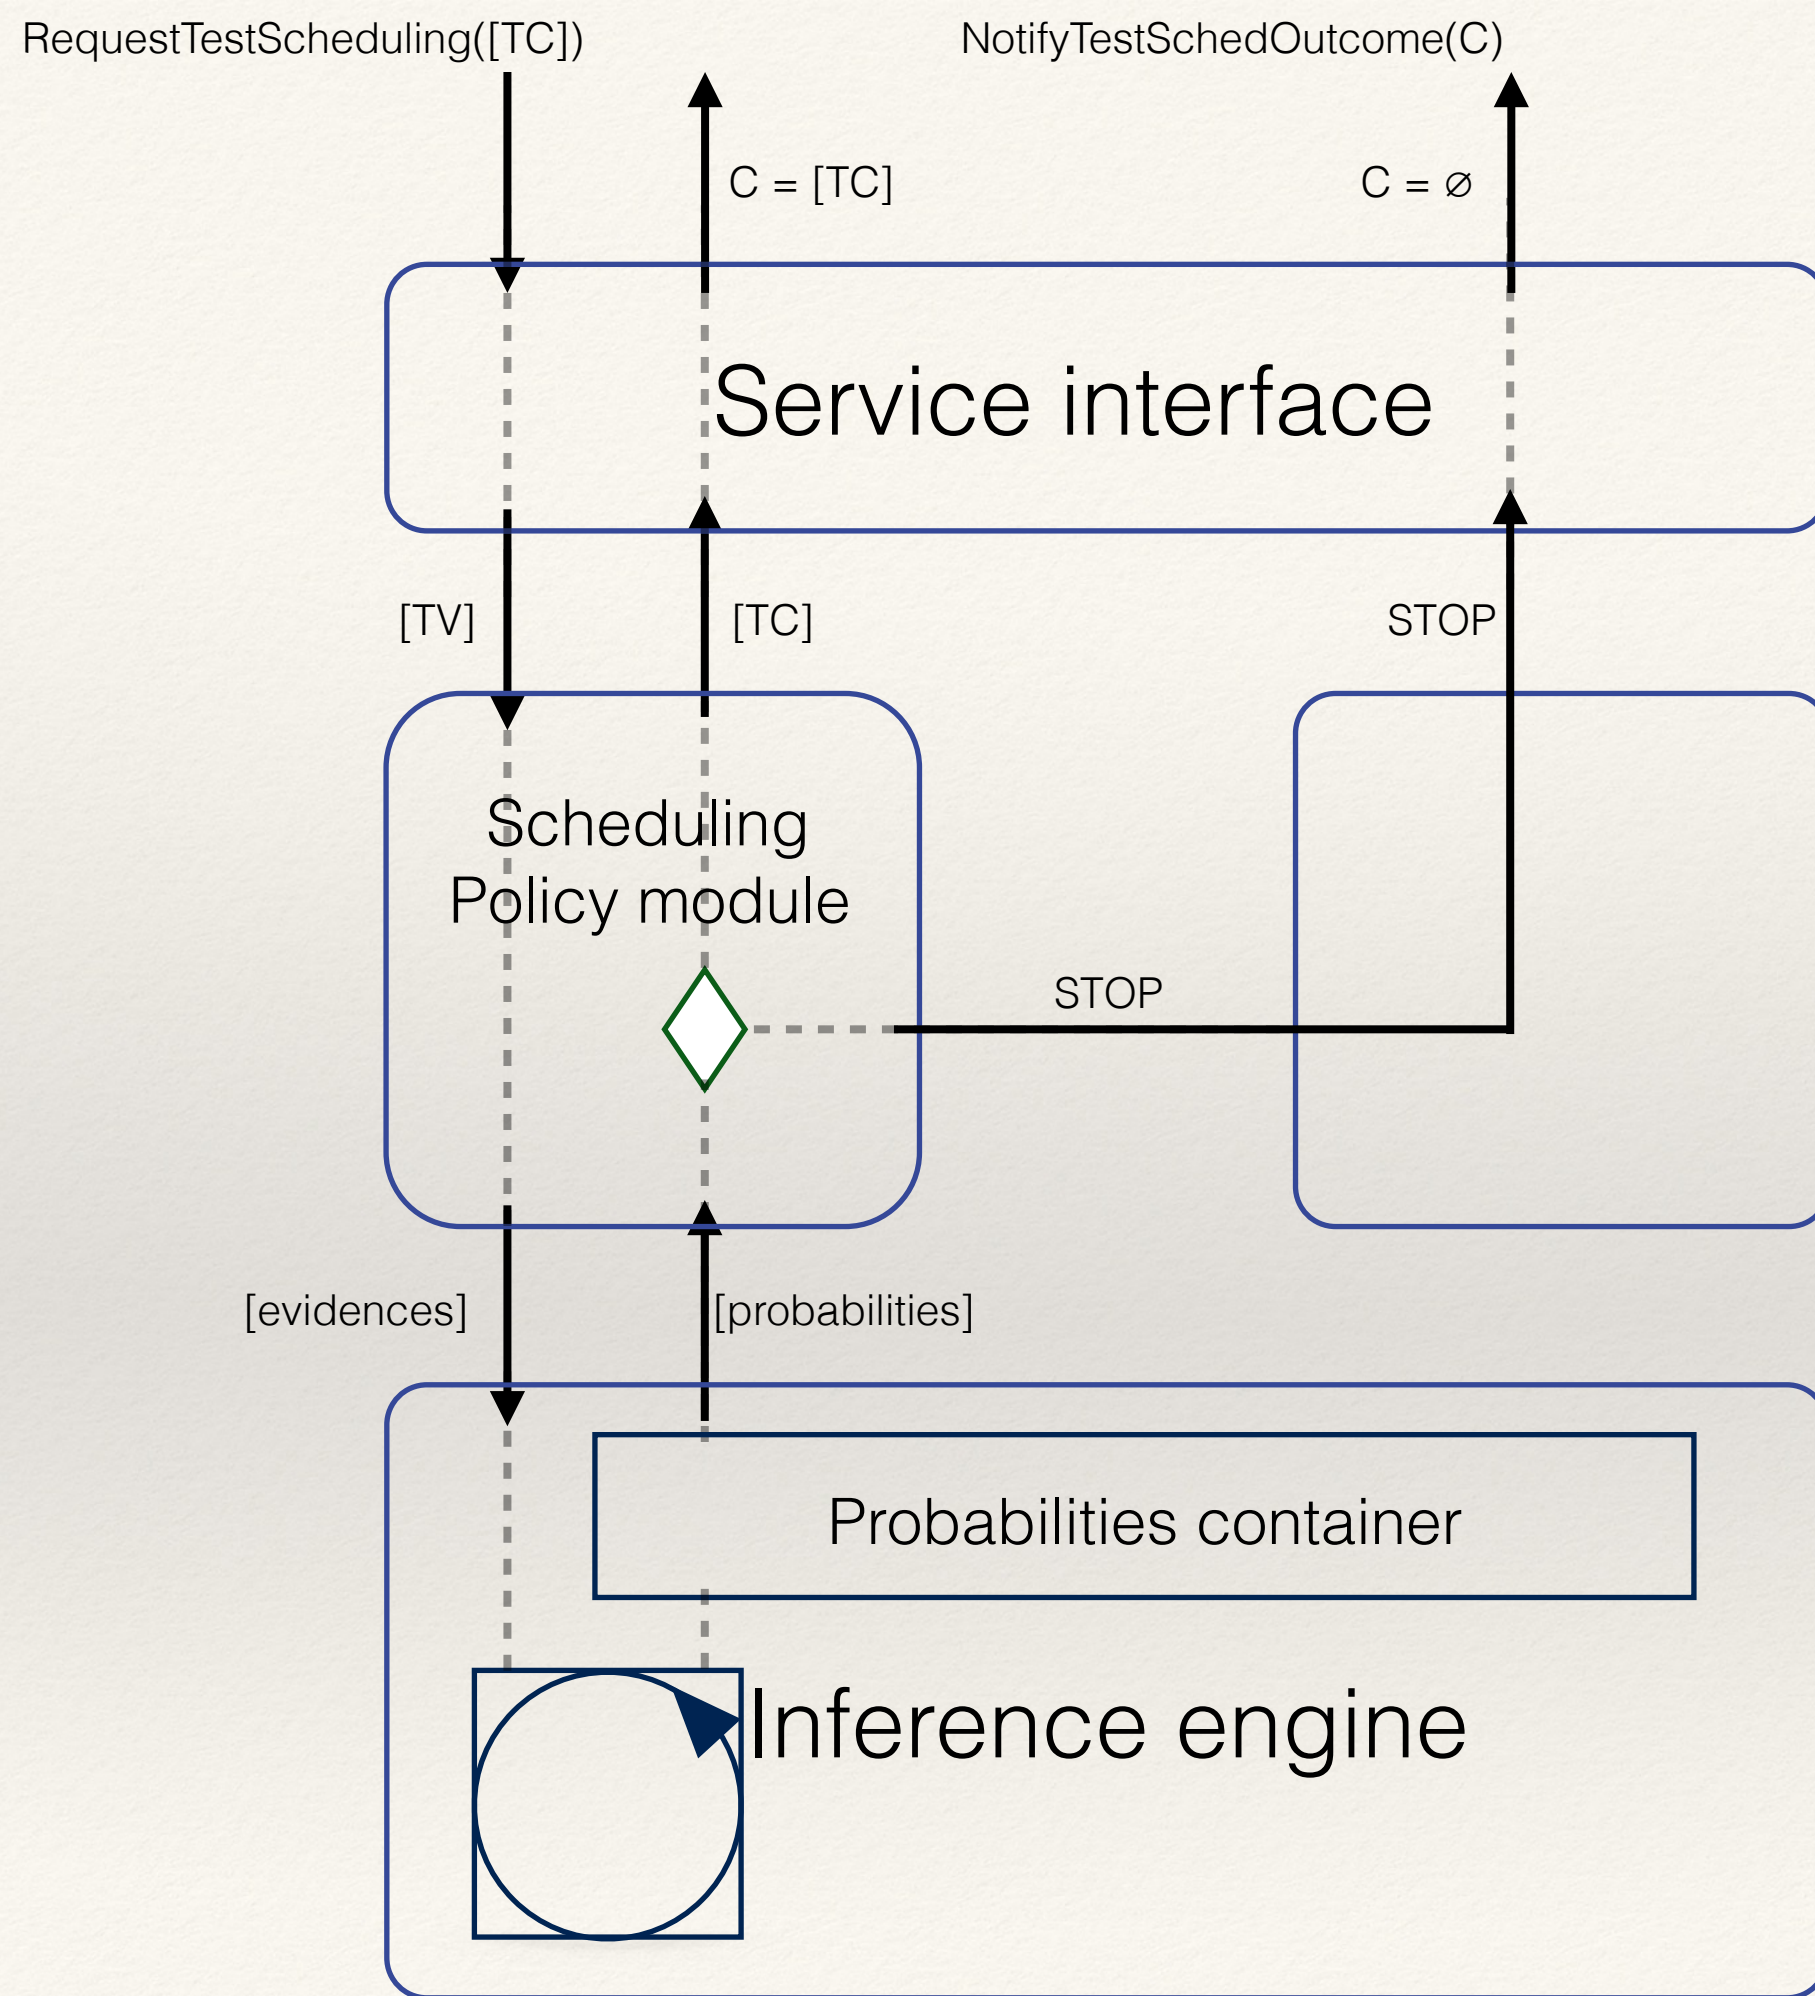 RequestTestScheduling([TC])
NotifyTestSchedOutcome(C)
C = [TC]
C = ∅
Service interface
[TV]
[TC]
STOP
Scheduling
Policy module
STOP
[evidences]
[probabilities]
Probabilities container
Inference engine